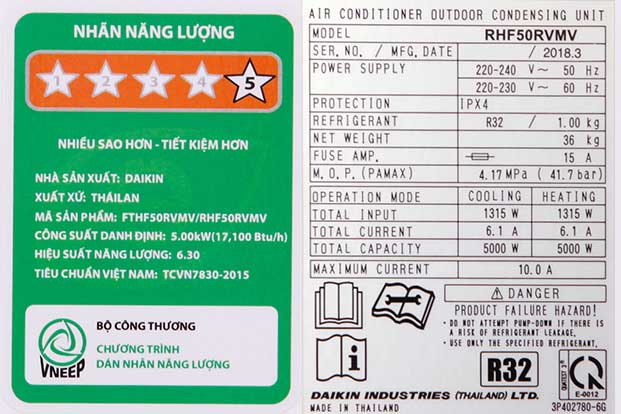 NHÃN NĂNG LƯỢNG
1 2 3 4 5
NHIỀU SAO HƠN - TIẾT KIỆM HƠN
NHÀ SẢN XUẤT: DAIKIN
XUẤT XỨ: THÁILAN
MÃ SẢN PHẨM: FTHF50RVMV/RHF50RVMV
CÔNG SUẤT DANH ĐỊNH: 5.00kW(17,100 Btu/h)
HIỆU SUẤT NĂNG LƯỢNG: 6.30
TIÊU CHUẨN VIỆT NAM: TCVN7830-2015
VNEEP
BỘ CÔNG THƯƠNG
CHƯƠNG TRÌNH
DÁN NHÃN NĂNG LƯỢNG
AIR CONDITIONER OUTDOOR CONDENSING UNIT
MODEL RHF50RVMV
SER.NO. / MFG.DATE / 2018.3
POWER SUPPLY 220-240 V~ 50 Hz
220-230 V~ 60 Hz
PROTECTION IPX4
REFRIGERANT R32 / 1.00 kg
NET WEIGHT 36 kg
FUSE AMP. 15 A
M.O.P. (PAMAX) 4.17 MPa (41.7 bar)
OPERATION MODE COOLING HEATING
TOTAL INPUT 1315 W 1315 W
TOTAL CURRENT 6.1 A 6.1 A
TOTAL CAPACITY 5000 W 5000 W
MAXIMUM CURRENT 10.0 A
DANGER
PRODUCT FAILURE HAZARD!
• DO NOT ATTEMPT PUMP-DOWN IF THERE IS
A RISK OF REFRIGERANT LEAKAGE.
• USE ONLY THE SPECIFIED REFRIGERANT.
R32
QUATEST 3
E-0012
DAIKIN INDUSTRIES (THAILAND) LTD.
MADE IN THAILAND 3P402780-6G